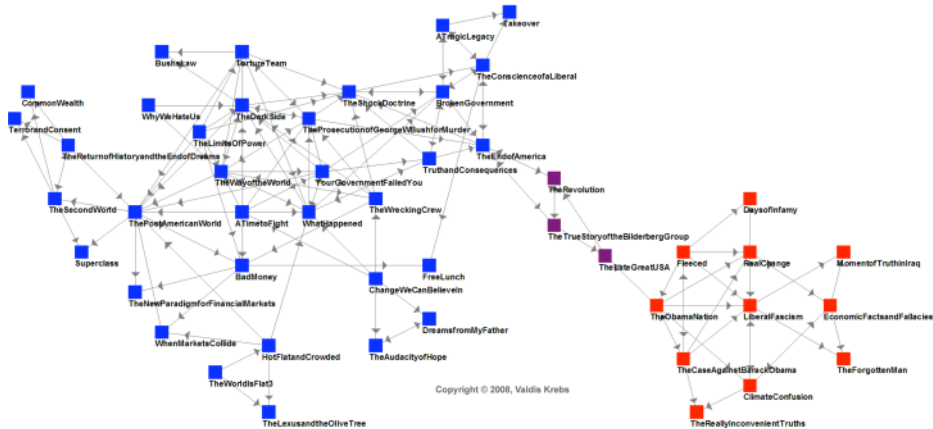 Takeover
ATragicLegacy
BushsLaw
TortureTeam
TheConscienceofaLiberal
CommonWealth
TheShockDoctrine
BrokenGovernment
WhyWeHateUs
TheDarkSide
TerrorandConsent
TheProsecutionofGeorgeWBushforMurder
TheLimitsOfPower
TheReturnofHistoryandtheEndofDreams
TheEndofAmerica
TruthandConsequences
TheWayoftheWorld
YourGovernmentFailedYou
TheRevolution
TheSecondWorld
DaysofInfamy
ThePostAmericanWorld
ATimetoFight
WhatHappened
TheWreckingCrew
TheTrueStoryoftheBilderbergGroup
Superclass
TheLateGreatUSA
Fleeced
RealChange
MomentofTruthinIraq
BadMoney
FreeLunch
ChangeWeCanBelieveIn
TheNewParadigmforFinancialMarkets
TheObamaNation
LiberalFascism
EconomicFactsandFallacies
DreamsfromMyFather
WhenMarketsCollide
HotFlatandCrowded
TheAudacityofHope
TheCaseAgainstBarackObama
TheForgottenMan
TheWorldIsFlat3
Copyright © 2008, Valdis Krebs
ClimateConfusion
TheLexusandtheOliveTree
TheReallyInconvenientTruths